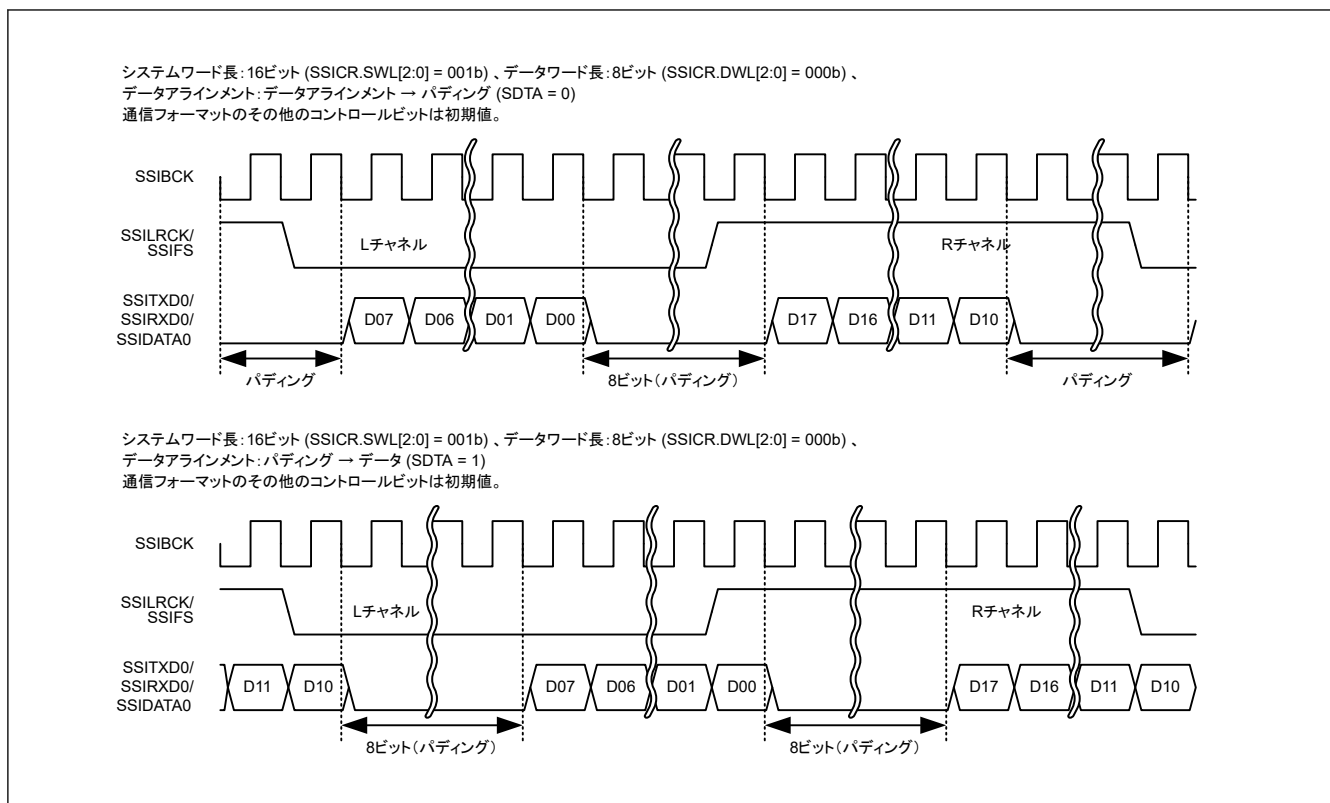 システムワード長：16ビット (SSICR.SWL[2:0] = 001b) 、データワード長：8ビット (SSICR.DWL[2:0] = 000b) 、
データアラインメント：データアラインメント → パディング (SDTA = 0)
通信フォーマットのその他のコントロールビットは初期値。
SSIBCK
SSILRCK/
SSIFS
Lチャネル
Rチャネル
SSITXD0/
SSIRXD0/
SSIDATA0
D07 D06 D01 D00 D17 D16 D11 D10
パディング 8ビット（パディング） パディング
システムワード長：16ビット (SSICR.SWL[2:0] = 001b) 、データワード長：8ビット (SSICR.DWL[2:0] = 000b) 、
データアラインメント：パディング → データ (SDTA = 1)
通信フォーマットのその他のコントロールビットは初期値。
SSIBCK
SSILRCK/
SSIFS
Lチャネル
Rチャネル
SSITXD0/
SSIRXD0/
SSIDATA0
D11 D10 D07 D06 D01 D00 D17 D16 D11 D10
8ビット（パディング） 8ビット（パディング）